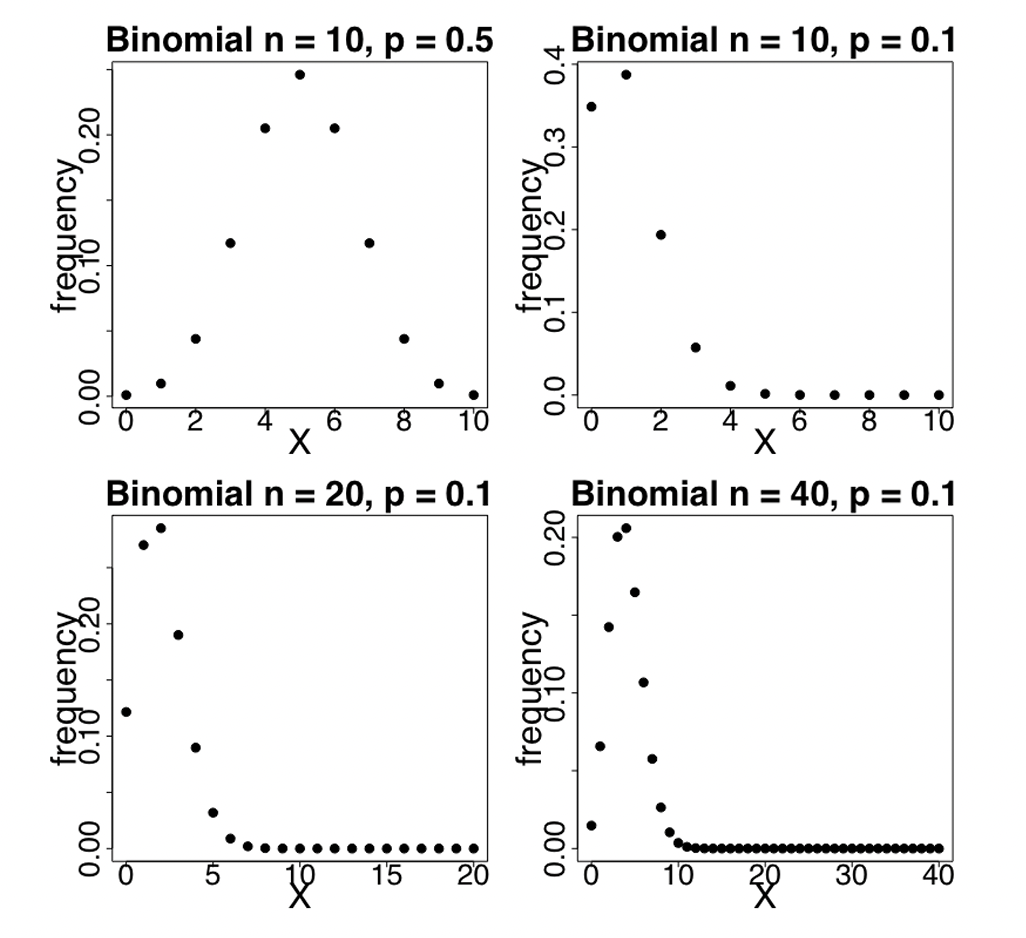 Binomial n = 10, p = 0.5
frequency
0.00 0.10 0.20
0 2 4 6 8 10
X
Binomial n = 10, p = 0.1
frequency
0.0 0.1 0.2 0.3 0.4
0 2 4 6 8 10
X
Binomial n = 20, p = 0.1
frequency
0.00 0.10 0.20
0 5 10 15 20
X
Binomial n = 40, p = 0.1
frequency
0.00 0.10 0.20
0 10 20 30 40
X